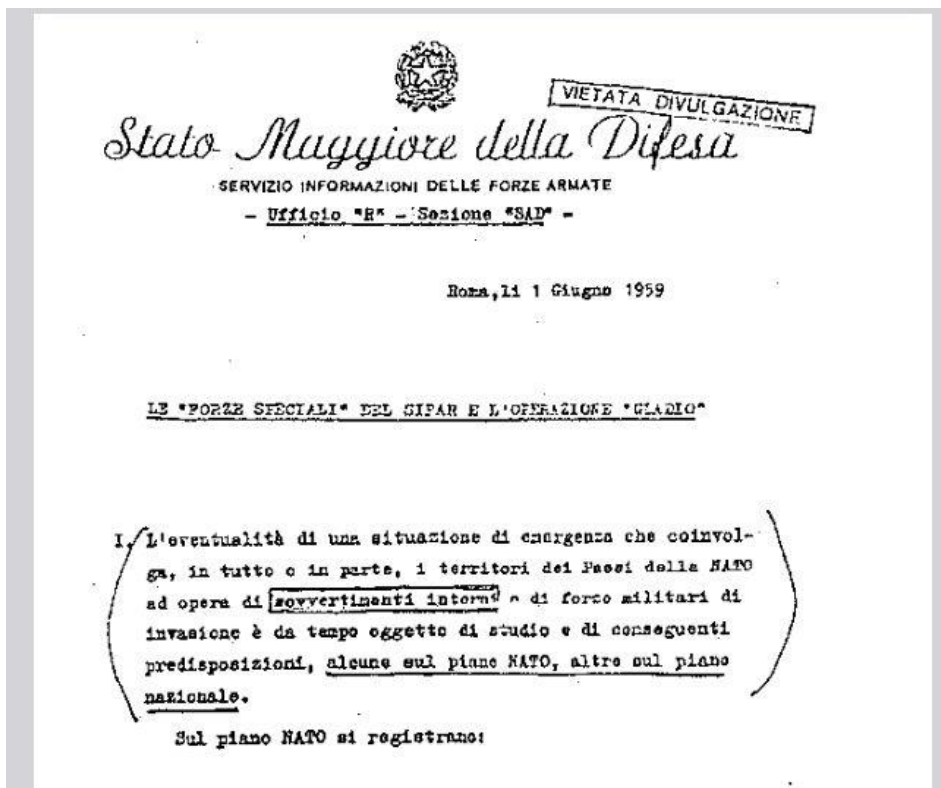 VIETATA DIVULGAZIONE
Stato Maggiore della Difesa
SERVIZIO INFORMAZIONI DELLE FORZE ARMATE
- Ufficio "R" - Sezione "SAD" -
Roma, li 1 Giugno 1959
LE "FORZE SPECIALI" DEL SIFAR E L'OPERAZIONE "GLADIO"
I. L'eventualità di una situazione di emergenza che coinvol-
ga, in tutto o in parte, i territori dei Paesi della NATO
ad opera di sovvertimenti interni o di forze militari di
invasione è da tempo oggetto di studio e di conseguenti
predisposizioni, alcune sul piano NATO, altre sul piano
nazionale.
Sul piano NATO si registrano: